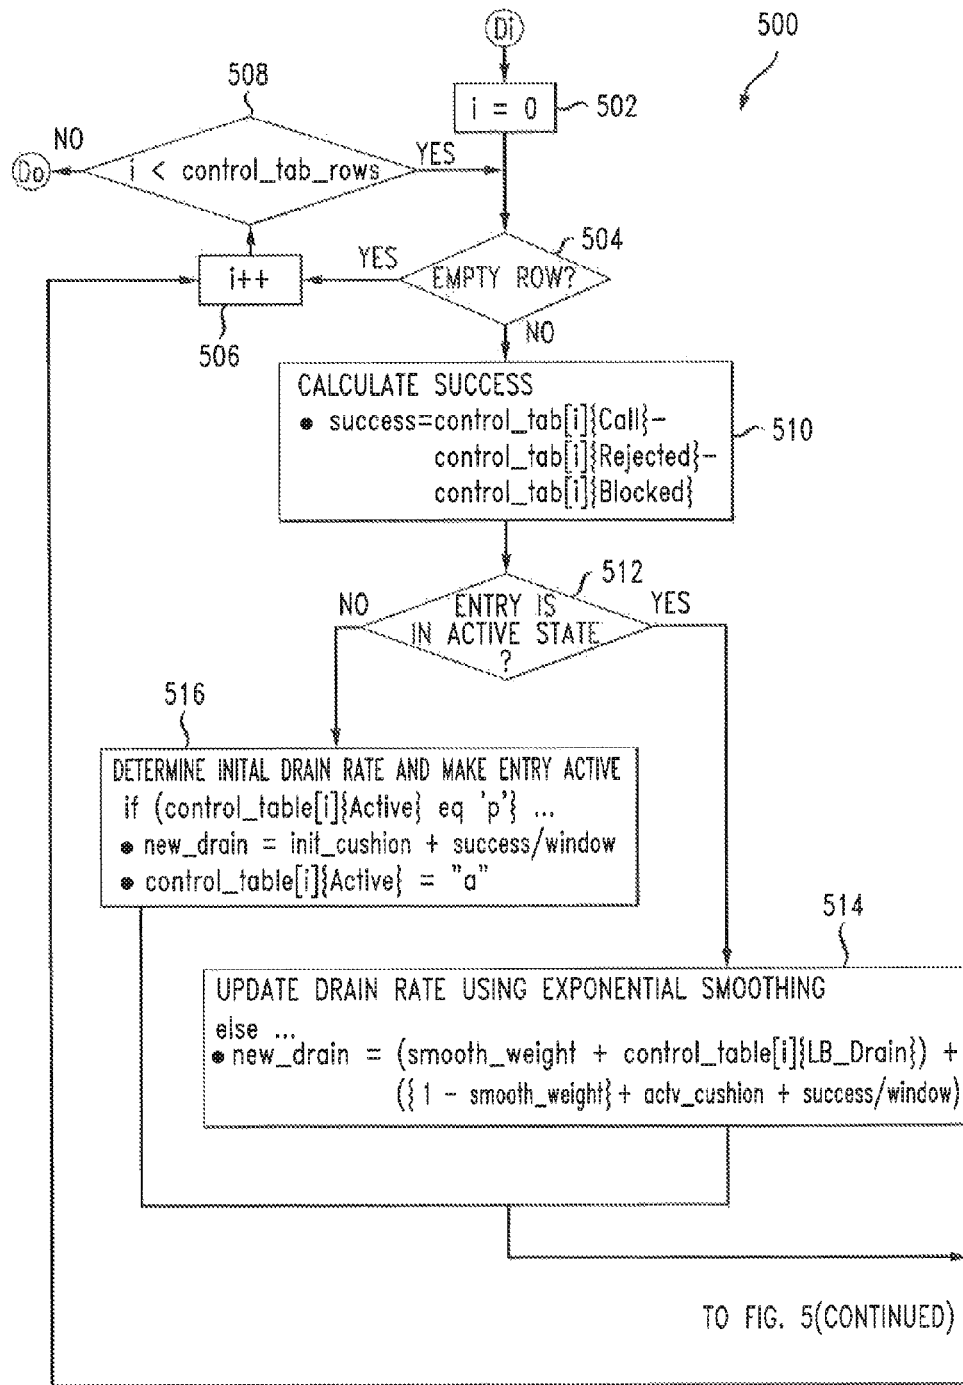 Di
500
508
i = 0
502
NO
Do
i < control_tab_rows
YES
504
YES
EMPTY ROW?
i++
506
NO
CALCULATE SUCCESS
• success=control_tab[i]{Call}-
control_tab[i]{Rejected}-
control_tab[i]{Blocked}
510
512
NO
ENTRY IS
IN ACTIVE STATE
?
YES
516
DETERMINE INITAL DRAIN RATE AND MAKE ENTRY ACTIVE
if (control_table[i]{Active} eq 'p'} ...
• new_drain = init_cushion + success/window
• control_table[i]{Active} = "a"
514
UPDATE DRAIN RATE USING EXPONENTIAL SMOOTHING
else ...
• new_drain = (smooth_weight + control_table[i]{LB_Drain}) +
({1 - smooth_weight} + actv_cushion + success/window)
TO FIG. 5(CONTINUED)